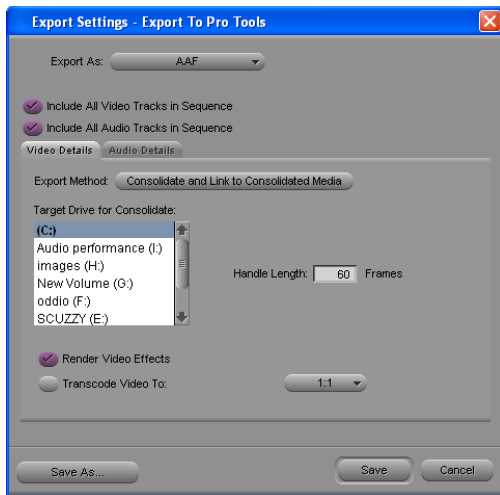 Export Settings - Export To Pro Tools
Export As: AAF
Include All Video Tracks in Sequence
Include All Audio Tracks in Sequence
Video Details Audio Details
Export Method: Consolidate and Link to Consolidated Media
Target Drive for Consolidate:
(C:)
Audio performance (I:)
images (H:)
New Volume (G:)
oddio (F:)
SCUZZY (E:)
Handle Length: 60 Frames
Render Video Effects
Transcode Video To: 1:1
Save As... Save Cancel